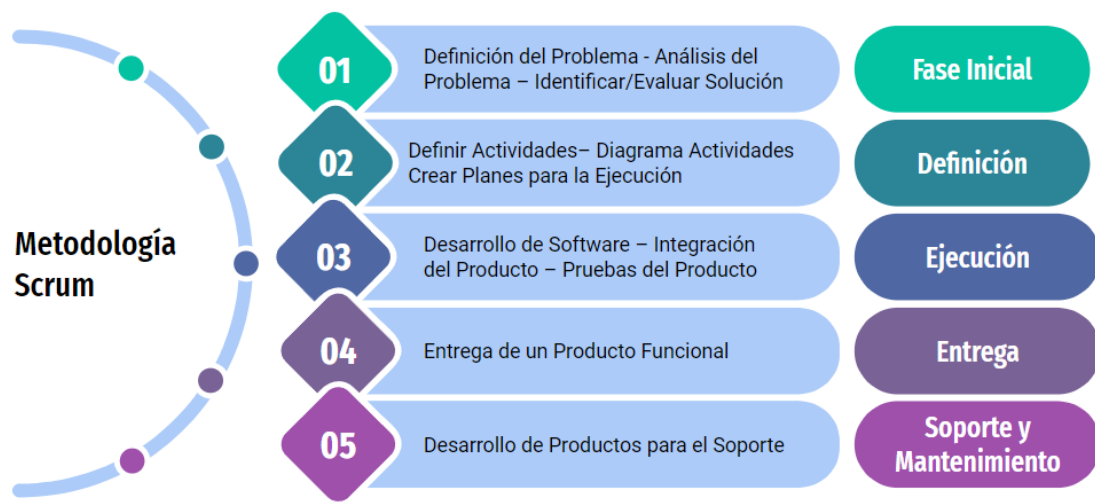 Metodología
Scrum
01
Definición del Problema - Análisis del
Problema – Identificar/Evaluar Solución
Fase Inicial
02
Definir Actividades– Diagrama Actividades
Crear Planes para la Ejecución
Definición
03
Desarrollo de Software – Integración
del Producto – Pruebas del Producto
Ejecución
04
Entrega de un Producto Funcional
Entrega
05
Desarrollo de Productos para el Soporte
Soporte y
Mantenimiento